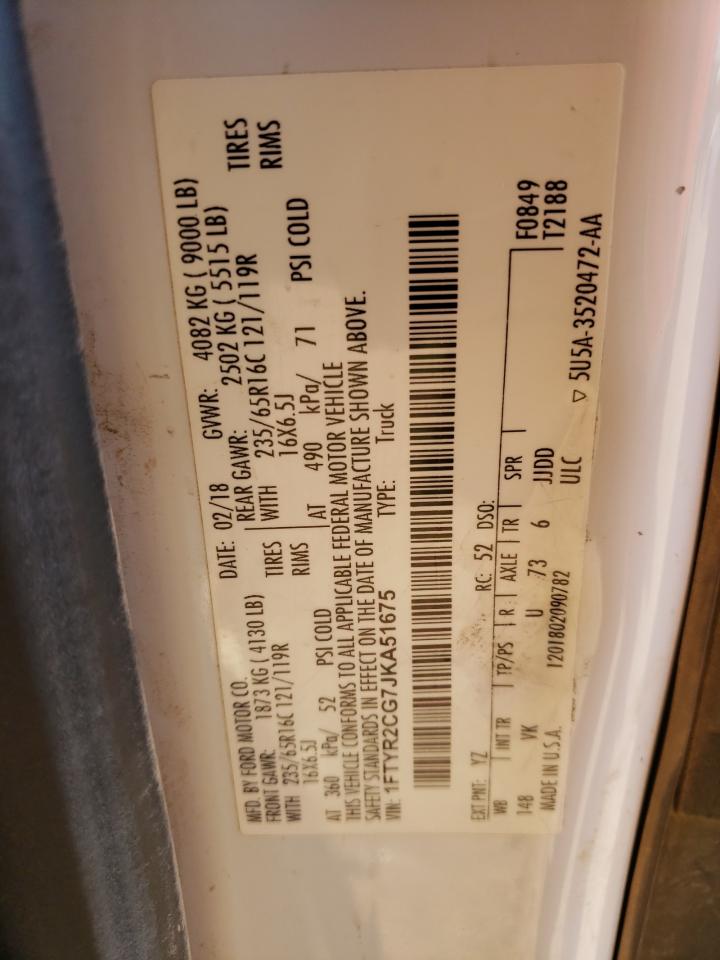 MFD. BY FORD MOTOR CO.
DATE: 02/18 GVWR: 4082 KG ( 9000 LB)
FRONT GAWR: 1873 KG ( 4130 LB) REAR GAWR: 2502 KG ( 5515 LB)
WITH 235/65R16C 121/119R TIRES WITH 235/65R16C 121/119R TIRES
16X6.5J RIMS 16X6.5J RIMS
AT 360 kPa/ 52 PSI COLD AT 490 kPa/ 71 PSI COLD
THIS VEHICLE CONFORMS TO ALL APPLICABLE FEDERAL MOTOR VEHICLE
SAFETY STANDARDS IN EFFECT ON THE DATE OF MANUFACTURE SHOWN ABOVE.
VIN: 1FTYR2CG7JKA51675 TYPE: Truck
EXT PNT: YZ RC: 52 DSO:
WB INT TR TP/PS R AXLE TR SPR F0849
148 VK U 73 6 JJDD T2188
MADE IN U.S.A. 1201802090782 ULC
▽ 5U5A-3520472-AA